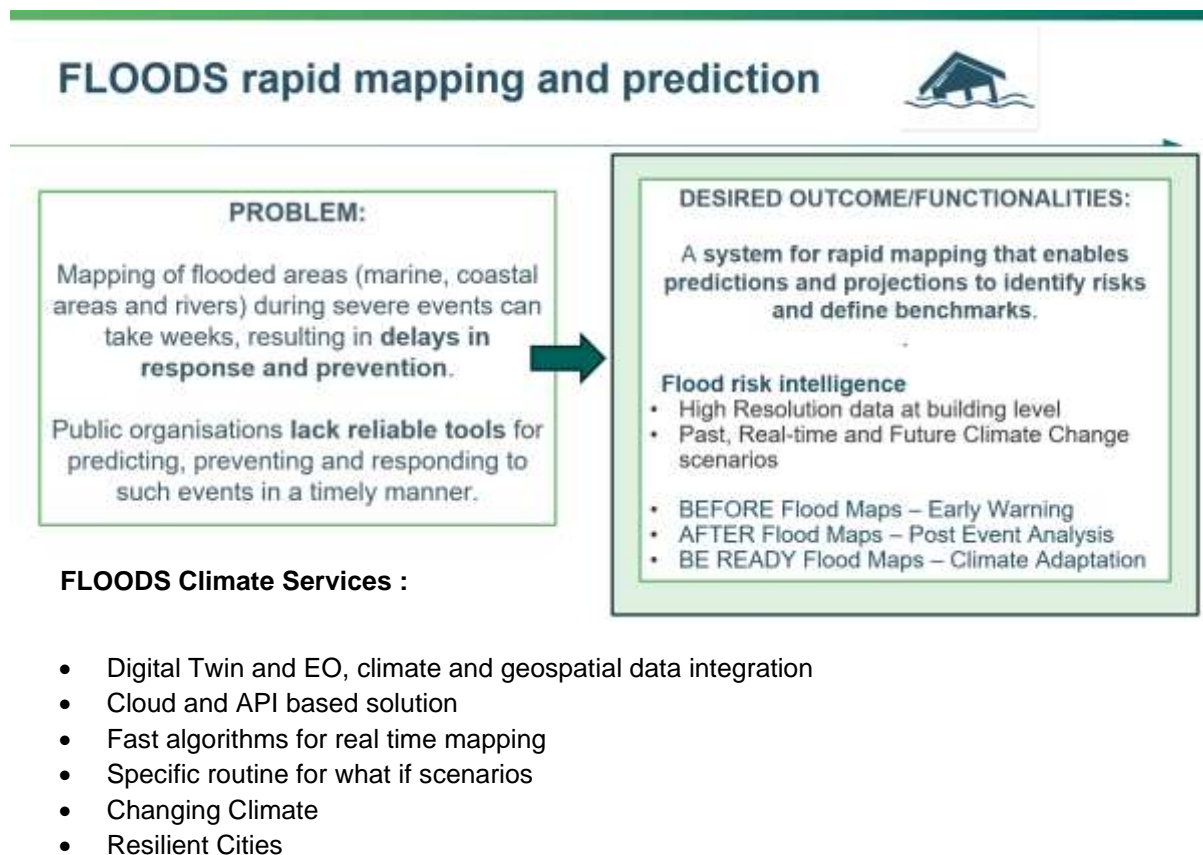 FLOODS rapid mapping and prediction
PROBLEM:
Mapping of flooded areas (marine, coastal
areas and rivers) during severe events can
take weeks, resulting in delays in
response and prevention.
Public organisations lack reliable tools for
predicting, preventing and responding to
such events in a timely manner.
DESIRED OUTCOME/FUNCTIONALITIES:
A system for rapid mapping that enables
predictions and projections to identify risks
and define benchmarks.
.
Flood risk intelligence
• High Resolution data at building level
• Past, Real-time and Future Climate Change
scenarios
• BEFORE Flood Maps – Early Warning
• AFTER Flood Maps – Post Event Analysis
• BE READY Flood Maps – Climate Adaptation
FLOODS Climate Services :
• Digital Twin and EO, climate and geospatial data integration
• Cloud and API based solution
• Fast algorithms for real time mapping
• Specific routine for what if scenarios
• Changing Climate
• Resilient Cities